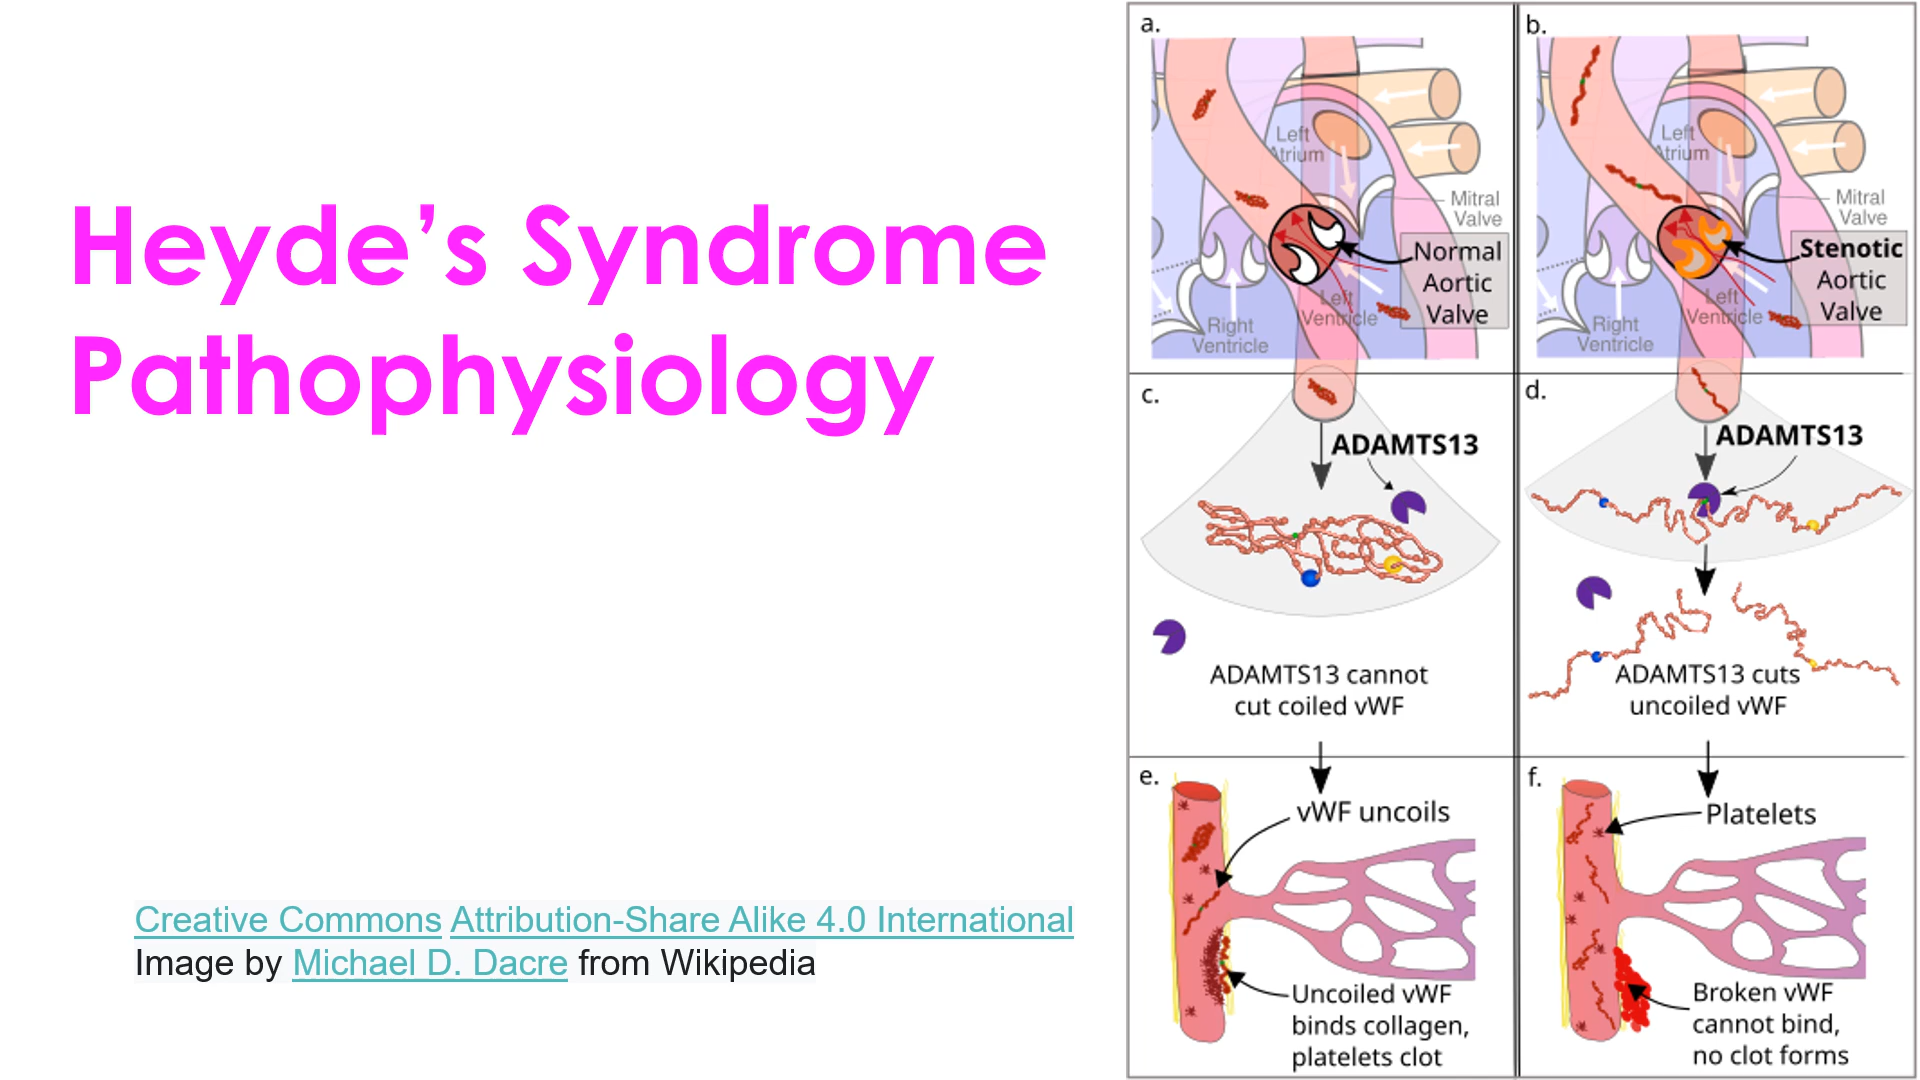 Heyde’s Syndrome
Pathophysiology
Creative Commons Attribution-Share Alike 4.0 International
Image by Michael D. Dacre from Wikipedia
a.
Left
Atrium
Mitral
Valve
Normal
Aortic
Valve
Left
Ventricle
Right
Ventricle
b.
Left
Atrium
Mitral
Valve
Stenotic
Aortic
Valve
Left
Ventricle
Right
Ventricle
c.
ADAMTS13
ADAMTS13 cannot
cut coiled vWF
d.
ADAMTS13
ADAMTS13 cuts
uncoiled vWF
e.
vWF uncoils
Uncoiled vWF
binds collagen,
platelets clot
f.
Platelets
Broken vWF
cannot bind,
no clot forms